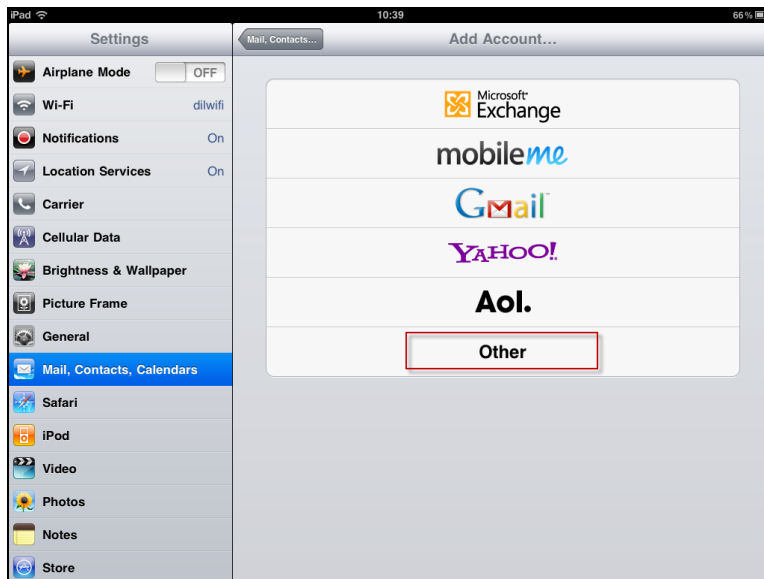 iPad 10:39 66%
Settings
Airplane Mode OFF
Wi-Fi dilwifi
Notifications On
Location Services On
Carrier
Cellular Data
Brightness & Wallpaper
Picture Frame
General
Mail, Contacts, Calendars
Safari
iPod
Video
Photos
Notes
Store
Mail, Contacts... Add Account...
Microsoft
Exchange
mobileme
Gmail
YAHOO!
Aol.
Other